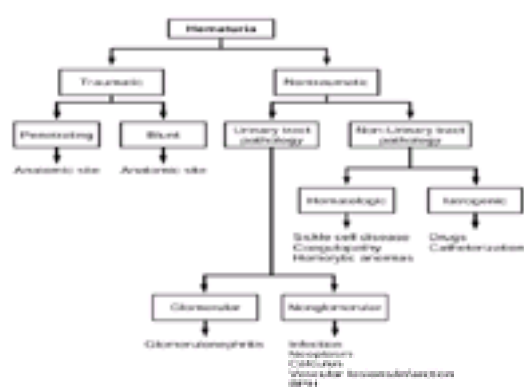 Hematuria
Traumatic
Nontraumatic
Penetrating
Blunt
Urinary tract
pathology
Non-Urinary tract
pathology
Anatomic site
Anatomic site
Hematologic
Iatrogenic
Sickle cell disease
Coagulopathy
Hemolytic anemias
Drugs
Catheterization
Glomerular
Nonglomerular
Glomerulonephritis
Infection
Neoplasm
Calculus
Vascular
BPH